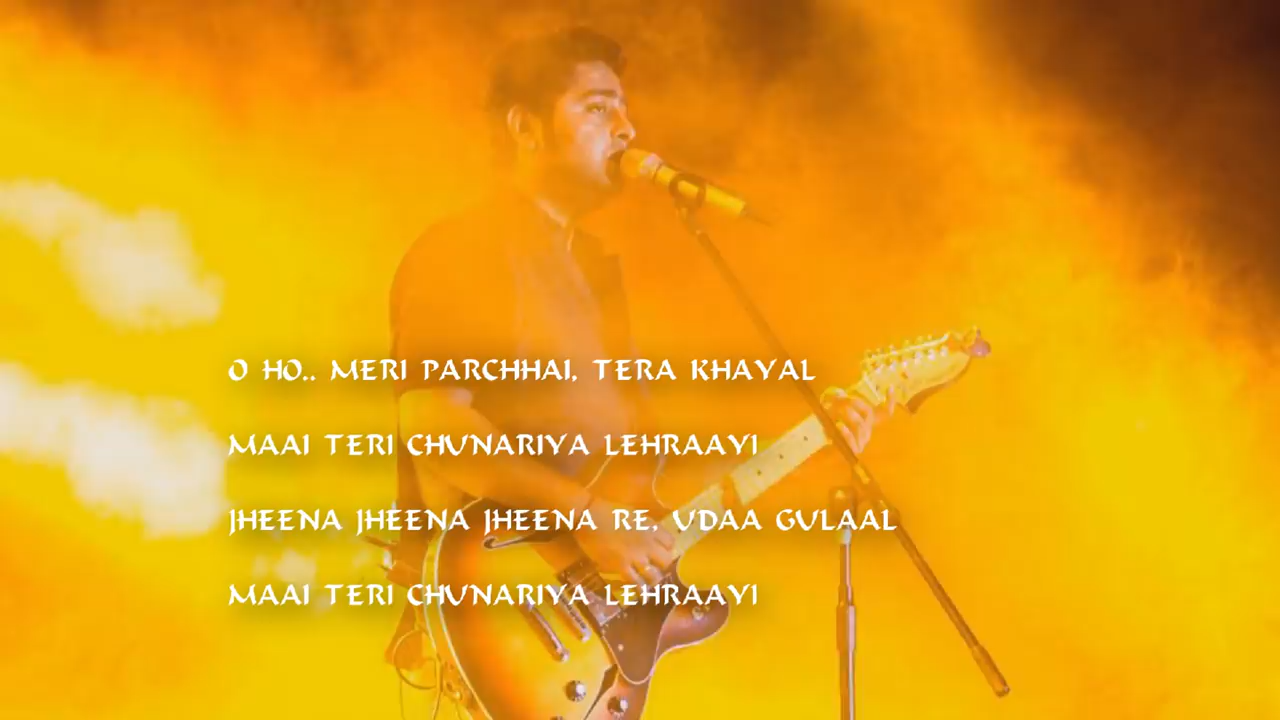 O HO.. MERI PARCHHAI, TERA KHAYAL
MAAI TERI CHUNARIYA LEHRAAYI
JHEENA JHEENA JHEENA RE, UDAA GULAAL
MAAI TERI CHUNARIYA LEHRAAYI